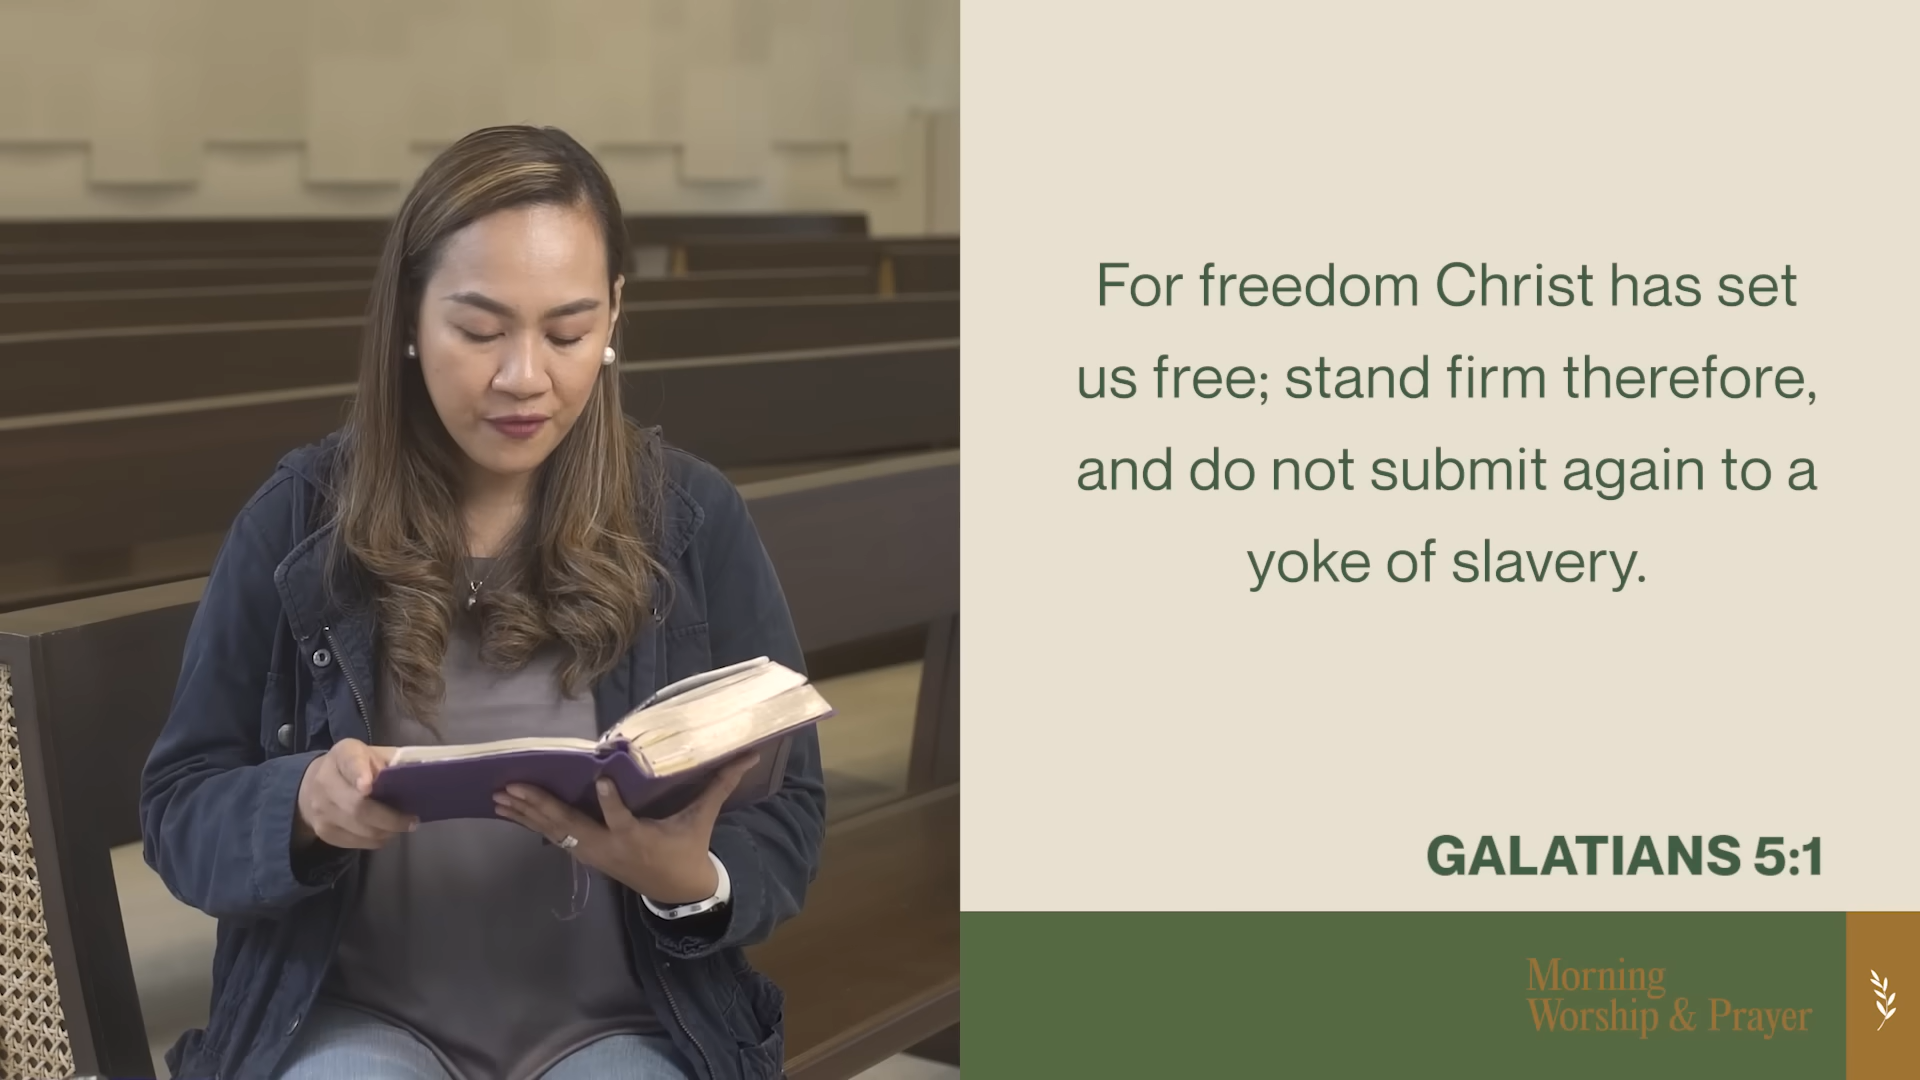 For freedom Christ has set
us free; stand firm therefore,
and do not submit again to a
yoke of slavery.
GALATIANS 5:1
Morning
Worship & Prayer